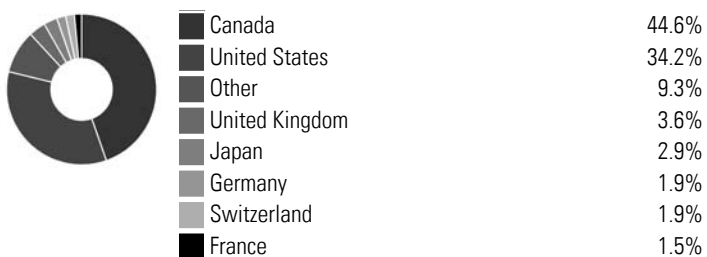 Canada 44.6%
United States 34.2%
Other 9.3%
United Kingdom 3.6%
Japan 2.9%
Germany 1.9%
Switzerland 1.9%
France 1.5%